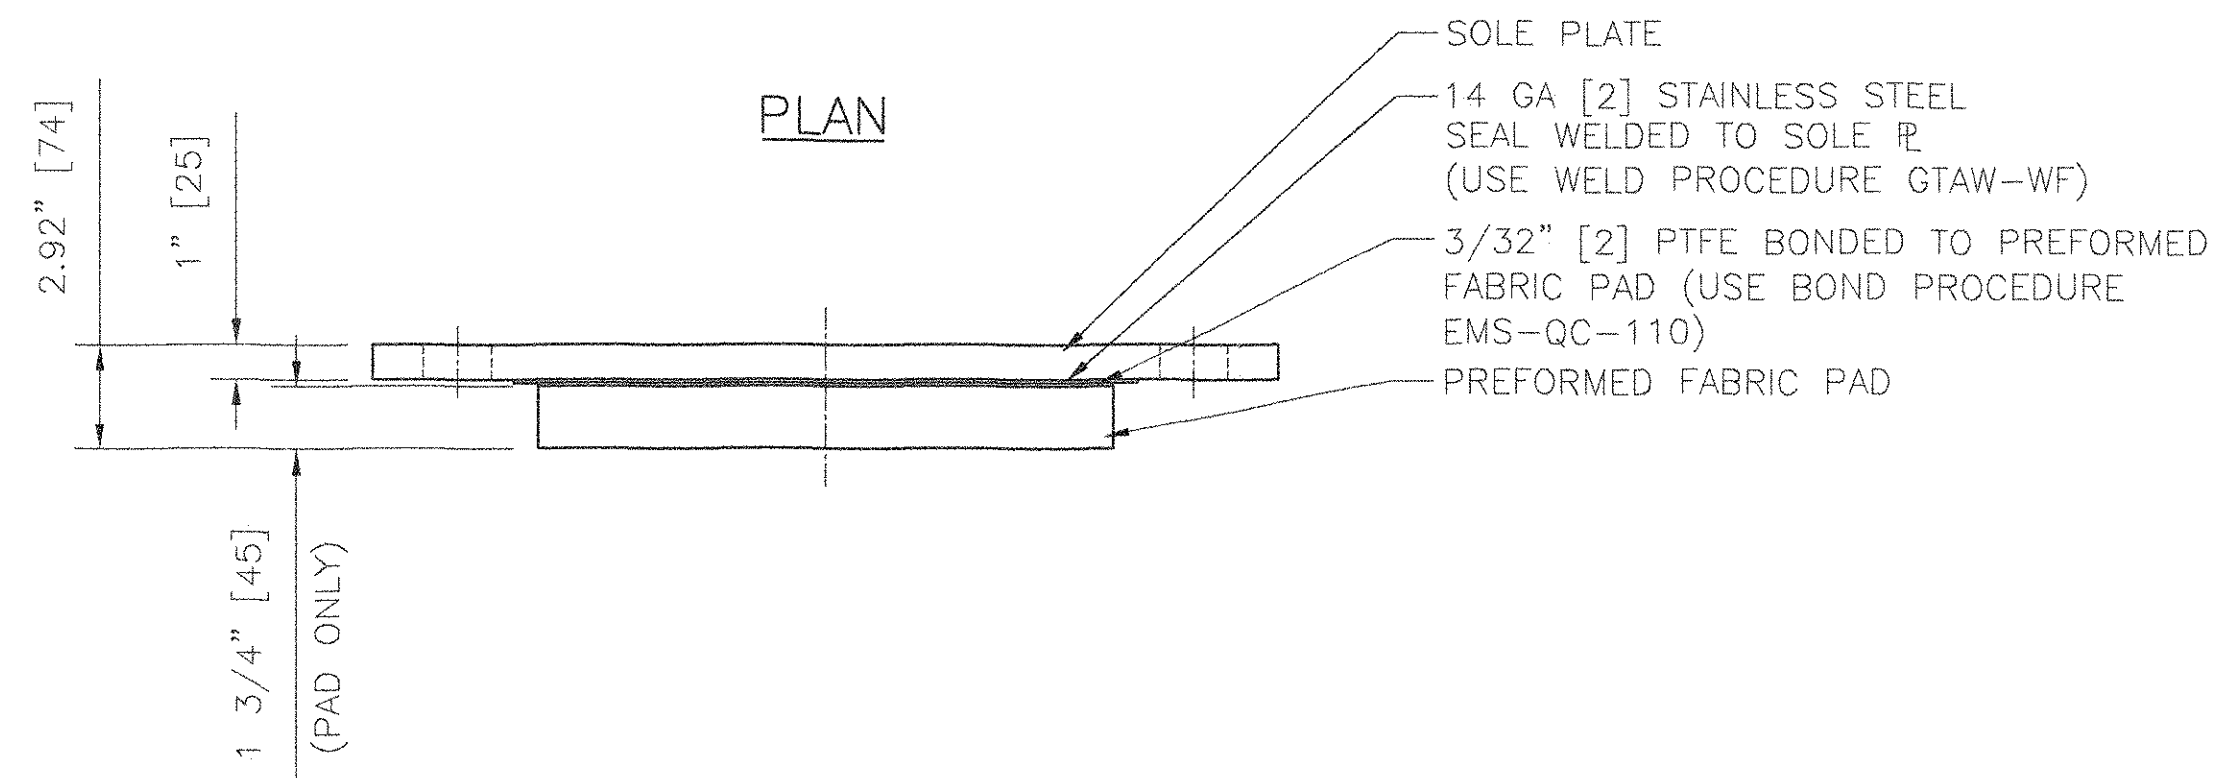 PLAN
SOLE PLATE
14 GA [2] STAINLESS STEEL
SEAL WELDED TO SOLE ⅊
(USE WELD PROCEDURE GTAW-WF)
3/32" [2] PTFE BONDED TO PREFORMED
FABRIC PAD (USE BOND PROCEDURE
EMS-QC-110)
PREFORMED FABRIC PAD
2.92" [74]
1" [25]
1 3/4" [45]
(PAD ONLY)